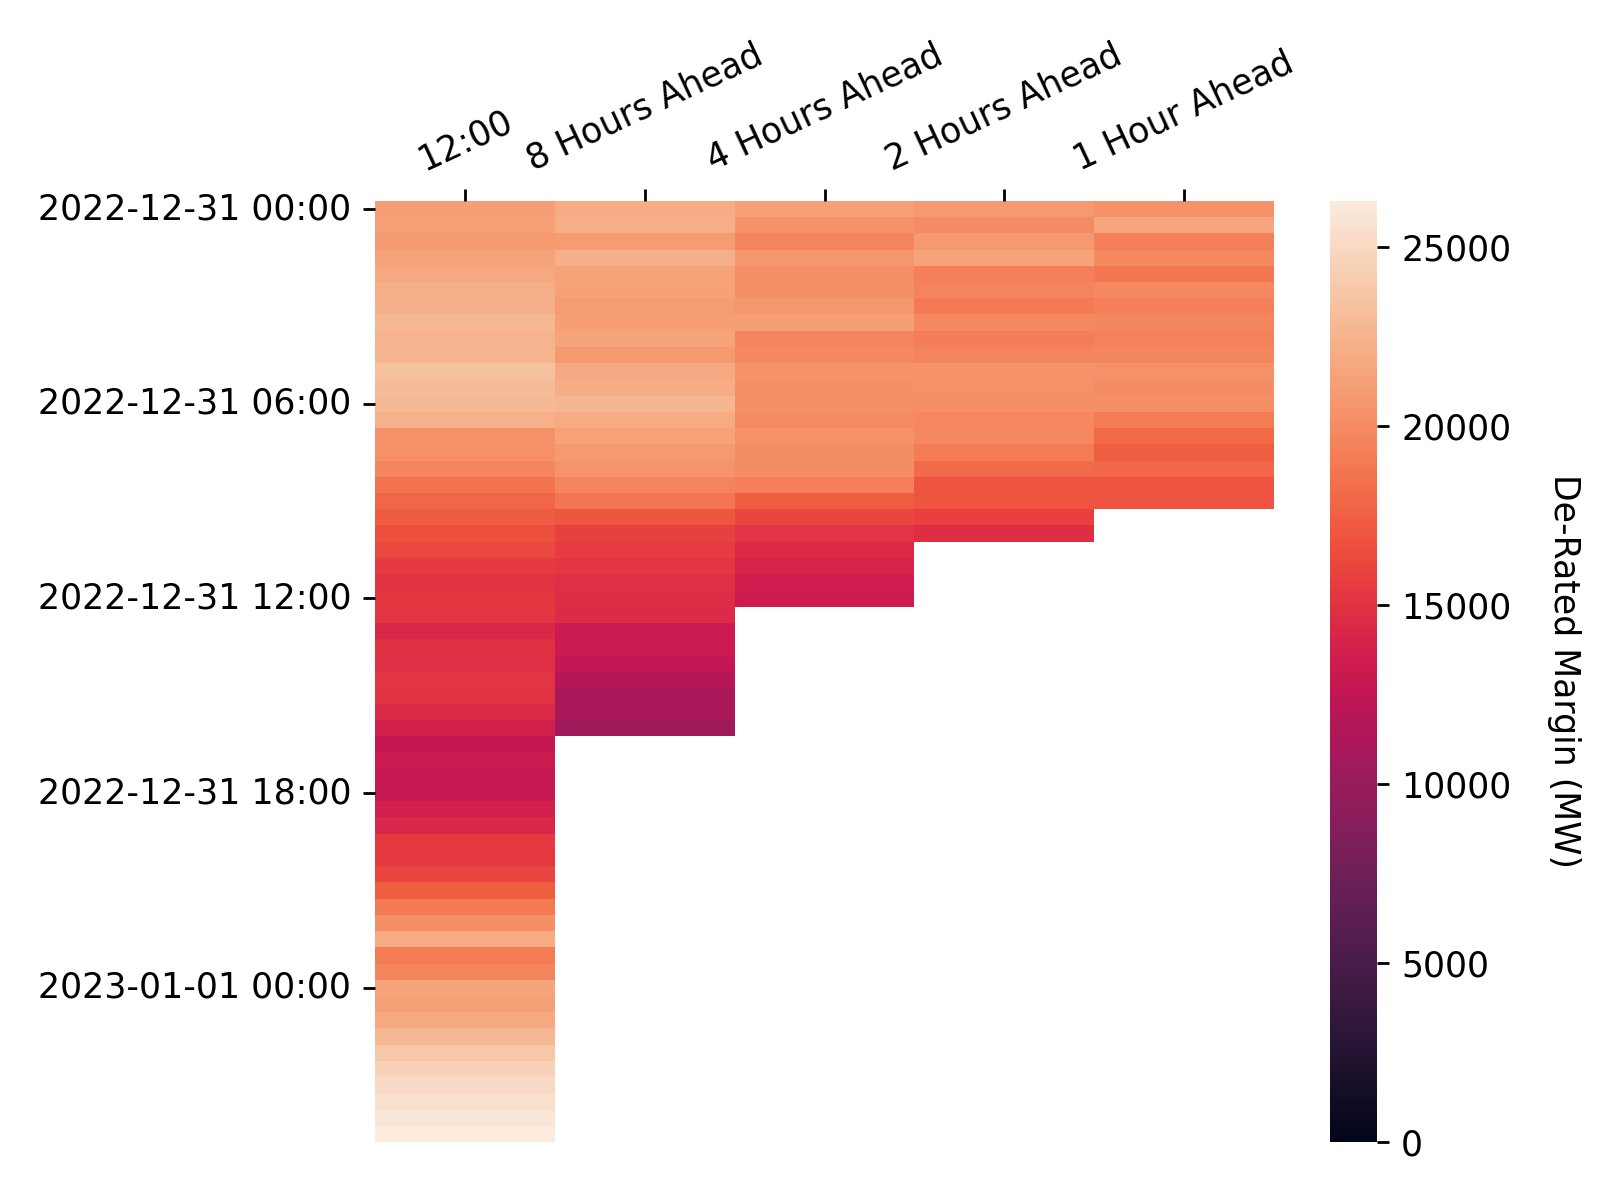 12:00
8 Hours Ahead
4 Hours Ahead
2 Hours Ahead
1 Hour Ahead
2022-12-31 00:00
2022-12-31 06:00
2022-12-31 12:00
2022-12-31 18:00
2023-01-01 00:00
25000
20000
15000
10000
5000
0
De-Rated Margin (MW)